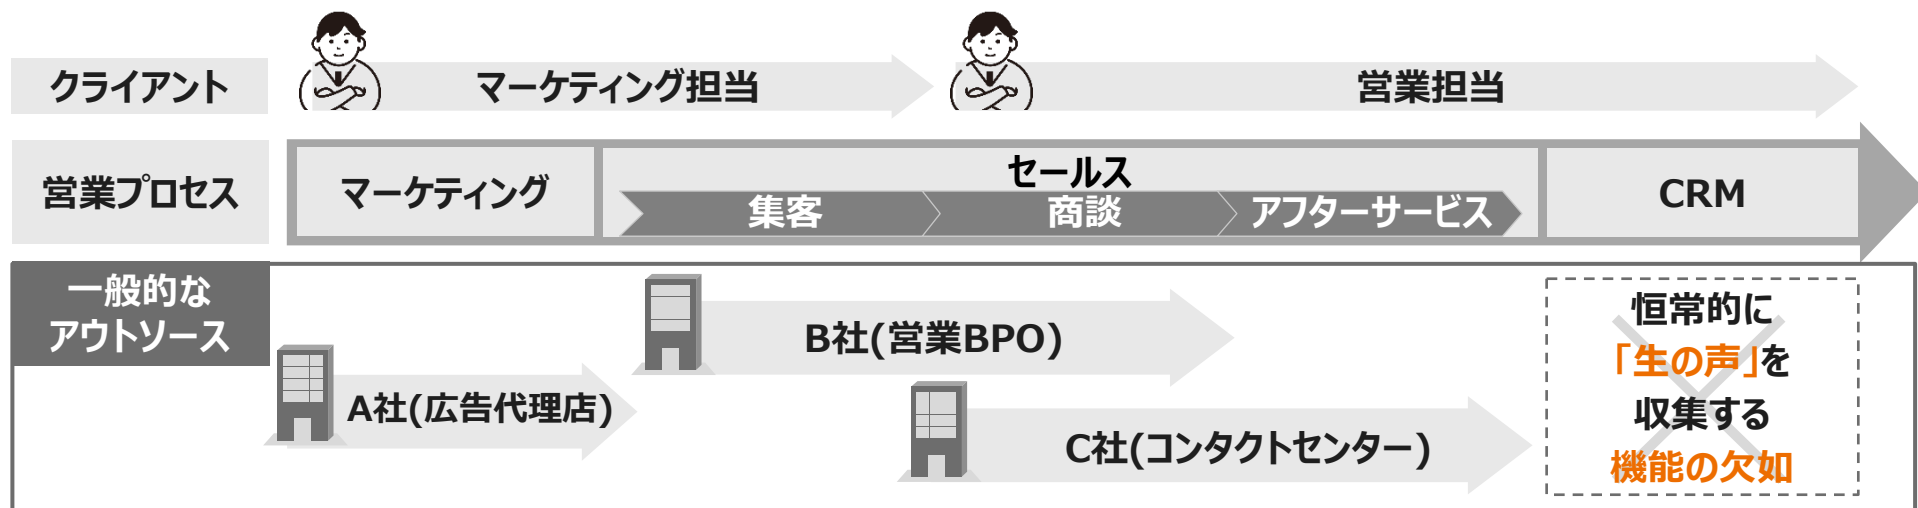 クライアント
マーケティング担当
営業担当
営業プロセス
マーケティング
セールス
集客
商談
アフターサービス
CRM
一般的な
アウトソース
A社(広告代理店)
B社(営業BPO)
C社(コンタクトセンター)
恒常的に
「生の声」を
収集する
機能の欠如